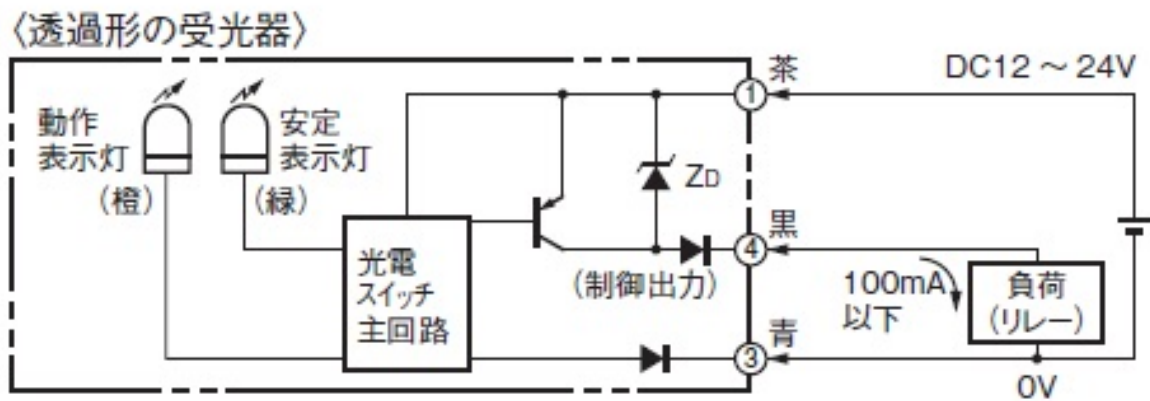 〈透過形の受光器〉
動作
表示灯
(橙)
安定
表示灯
(緑)
光電
スイッチ
主回路
ZD
(制御出力)
① 茶
DC12 ~ 24V
④ 黒
100mA
以下
負荷
(リレー)
③ 青
0V